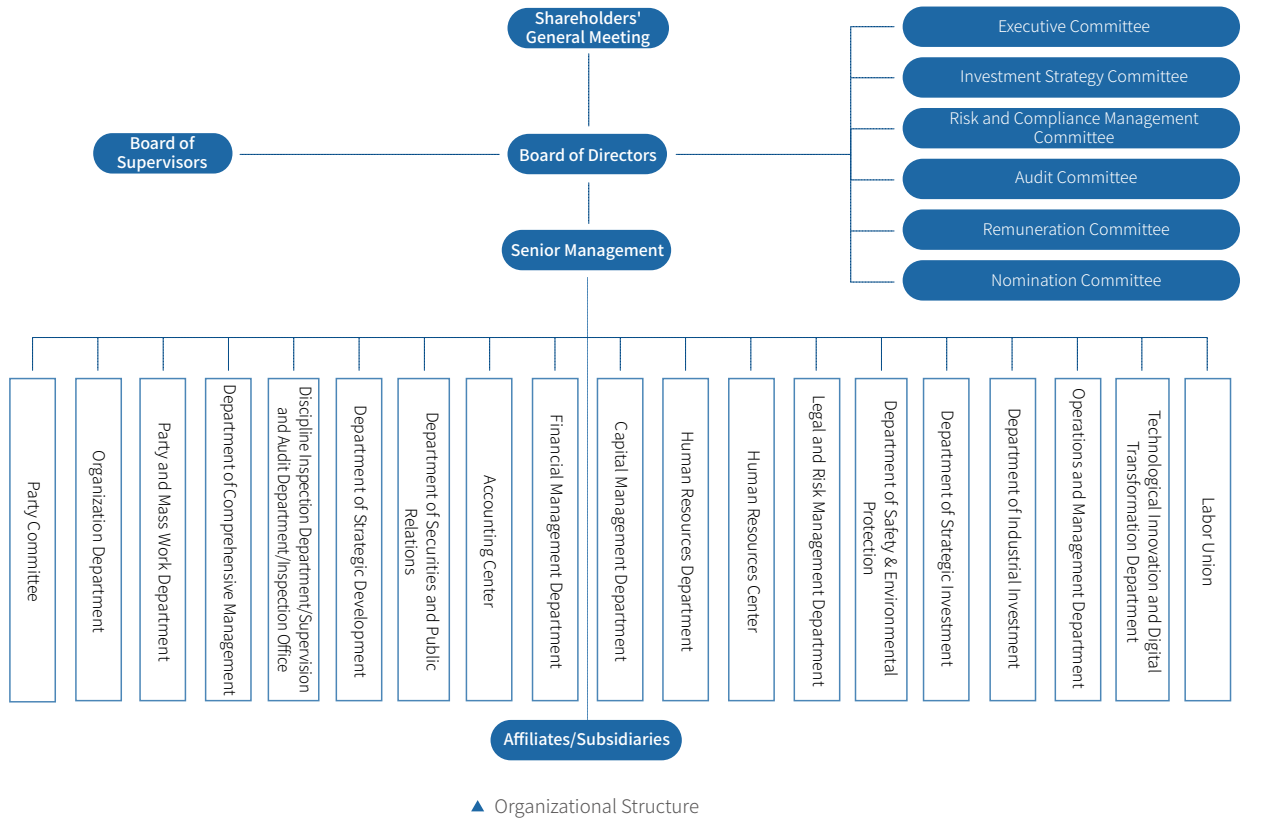 Shareholders'
General Meeting
Executive Committee
Investment Strategy Committee
Risk and Compliance Management
Committee
Board of
Supervisors
Board of Directors
Audit Committee
Remuneration Committee
Senior Management
Nomination Committee
Party Committee
Organization Department
Party and Mass Work Department
Department of Comprehensive Management
Discipline Inspection Department/Supervision
and Audit Department/Inspection Office
Department of Strategic Development
Department of Securities and Public
Relations
Accounting Center
Financial Management Department
Capital Management Department
Human Resources Department
Human Resources Center
Legal and Risk Management Department
Department of Safety & Environmental
Protection
Department of Strategic Investment
Department of Industrial Investment
Operations and Management Department
Technological Innovation and Digital
Transformation Department
Labor Union
Affiliates/Subsidiaries
▲ Organizational Structure